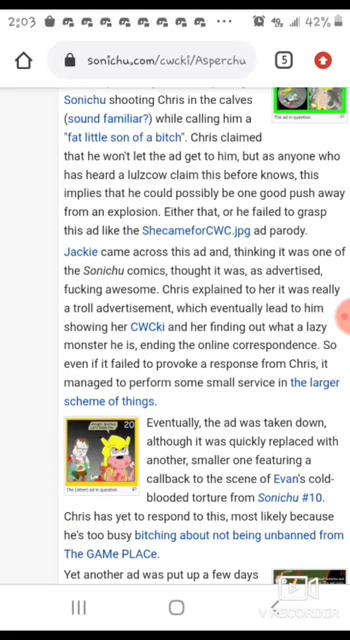 2:03 ... 4G 42%
sonichu.com/cwcki/Asperchu 5
Sonichu shooting Chris in the calves
(sound familiar?) while calling him a
The ad in question.
"fat little son of a bitch". Chris claimed
that he won't let the ad get to him, but as anyone who
has heard a lulzcow claim this before knows, this
implies that he could possibly be one good push away
from an explosion. Either that, or he failed to grasp
this ad like the ShecameforCWC.jpg ad parody.
Jackie came across this ad and, thinking it was one of
the Sonichu comics, thought it was, as advertised,
fucking awesome. Chris explained to her it was really
a troll advertisement, which eventually lead to him
showing her CWCki and her finding out what a lazy
monster he is, ending the online correspondence. So
even if it failed to provoke a response from Chris, it
managed to perform some small service in the larger
scheme of things.
20
The (other) ad in question.
Eventually, the ad was taken down,
although it was quickly replaced with
another, smaller one featuring a
callback to the scene of Evan's cold-
blooded torture from Sonichu #10.
Chris has yet to respond to this, most likely because
he's too busy bitching about not being unbanned from
The GAMe PLACe.
Yet another ad was put up a few days
V RECORDER